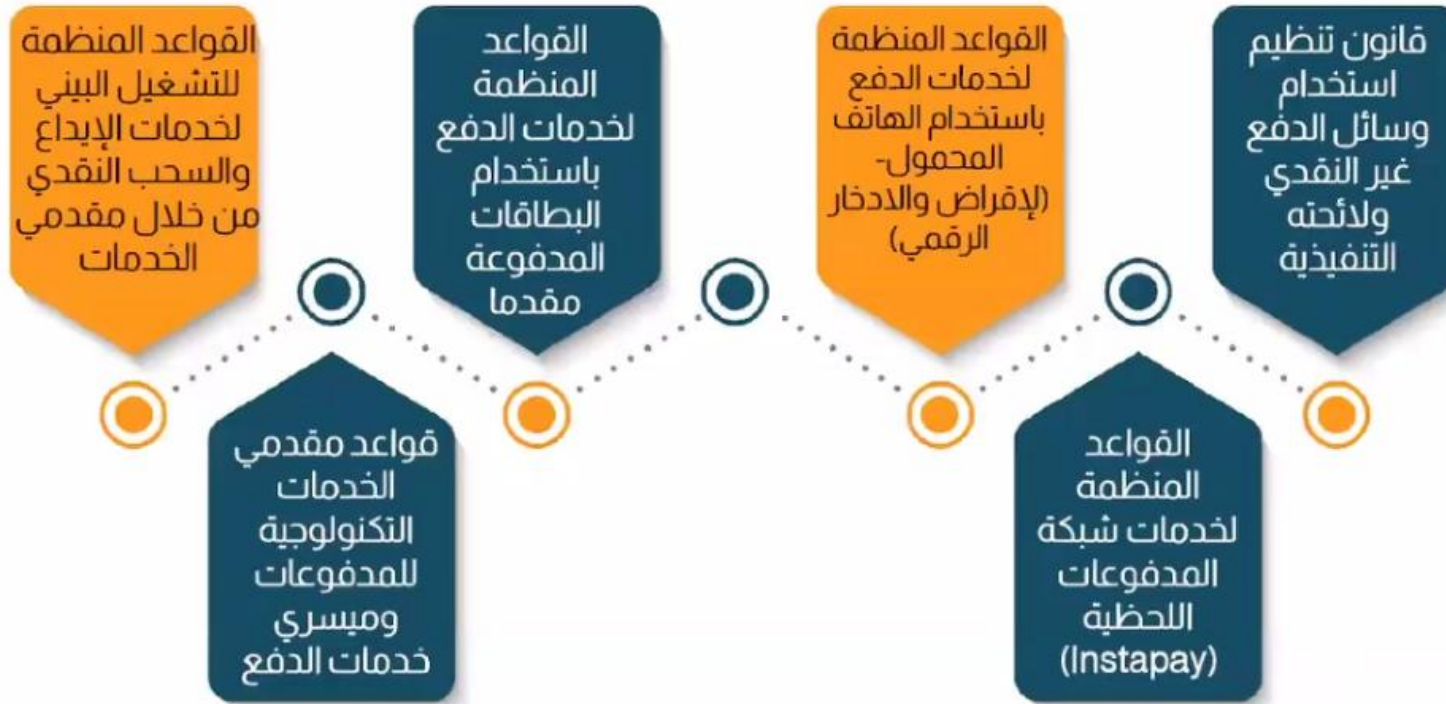 قانون تنظيم
استخدام
وسائل الدفع
غير النقدي
ولائحته
التنفيذية
القواعد
المنظمة
لخدمات شبكة
المدفوعات
اللحظية
(Instapay)
القواعد المنظمة
لخدمات الدفع
باستخدام الهاتف
المحمول-
(لإقراض والادخار
الرقمي)
القواعد
المنظمة
لخدمات الدفع
باستخدام
البطاقات
المدفوعة
مقدما
قواعد مقدمي
الخدمات
التكنولوجية
للمدفوعات
وميسري
خدمات الدفع
القواعد المنظمة
للتشغيل البيني
لخدمات الإيداع
والسحب النقدي
من خلال مقدمي
الخدمات